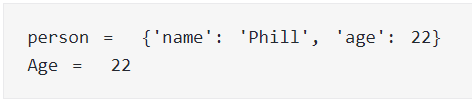 person =  {'name': 'Phill', 'age': 22}
Age =  22